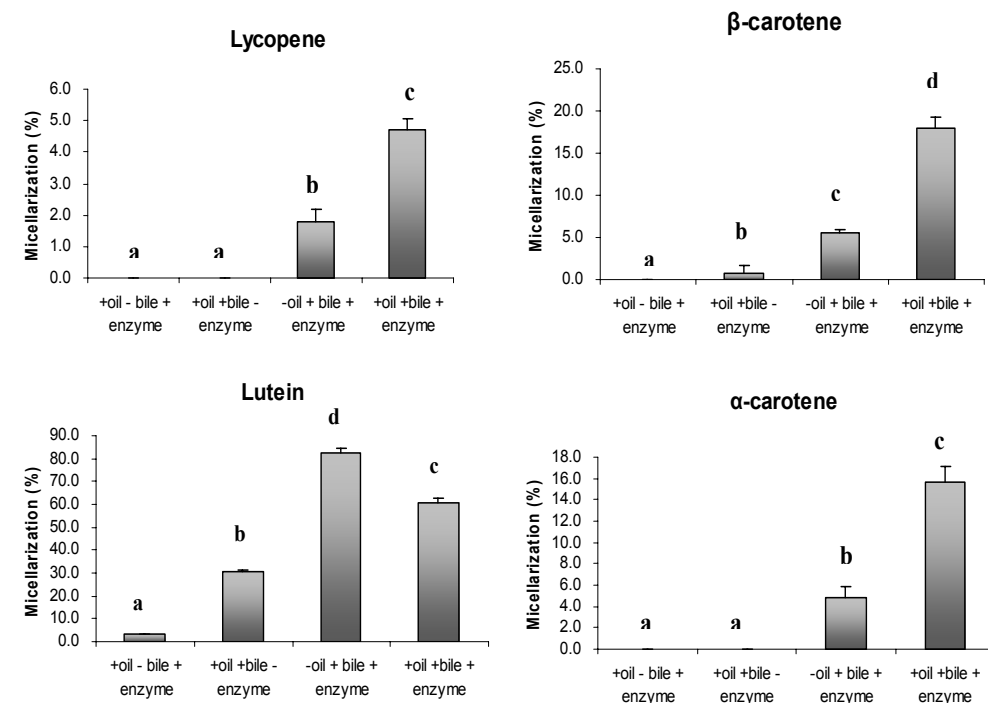 Lycopene
Micellarization (%)
6.0
5.0
4.0
3.0
2.0
1.0
0.0
a
a
b
c
+oil - bile + +oil +bile - -oil + bile + +oil +bile +
enzyme enzyme enzyme enzyme
β-carotene
Micellarization (%)
25.0
20.0
15.0
10.0
5.0
0.0
a
b
c
d
+oil - bile + +oil +bile - -oil + bile + +oil +bile +
enzyme enzyme enzyme enzyme
Lutein
Micellarization (%)
90.0
80.0
70.0
60.0
50.0
40.0
30.0
20.0
10.0
0.0
a
b
d
c
+oil - bile + +oil +bile - -oil + bile + +oil +bile +
enzyme enzyme enzyme enzyme
α-carotene
Micellarization (%)
18.0
16.0
14.0
12.0
10.0
8.0
6.0
4.0
2.0
0.0
a
a
b
c
+oil - bile + +oil +bile - -oil + bile + +oil +bile +
enzyme enzyme enzyme enzyme